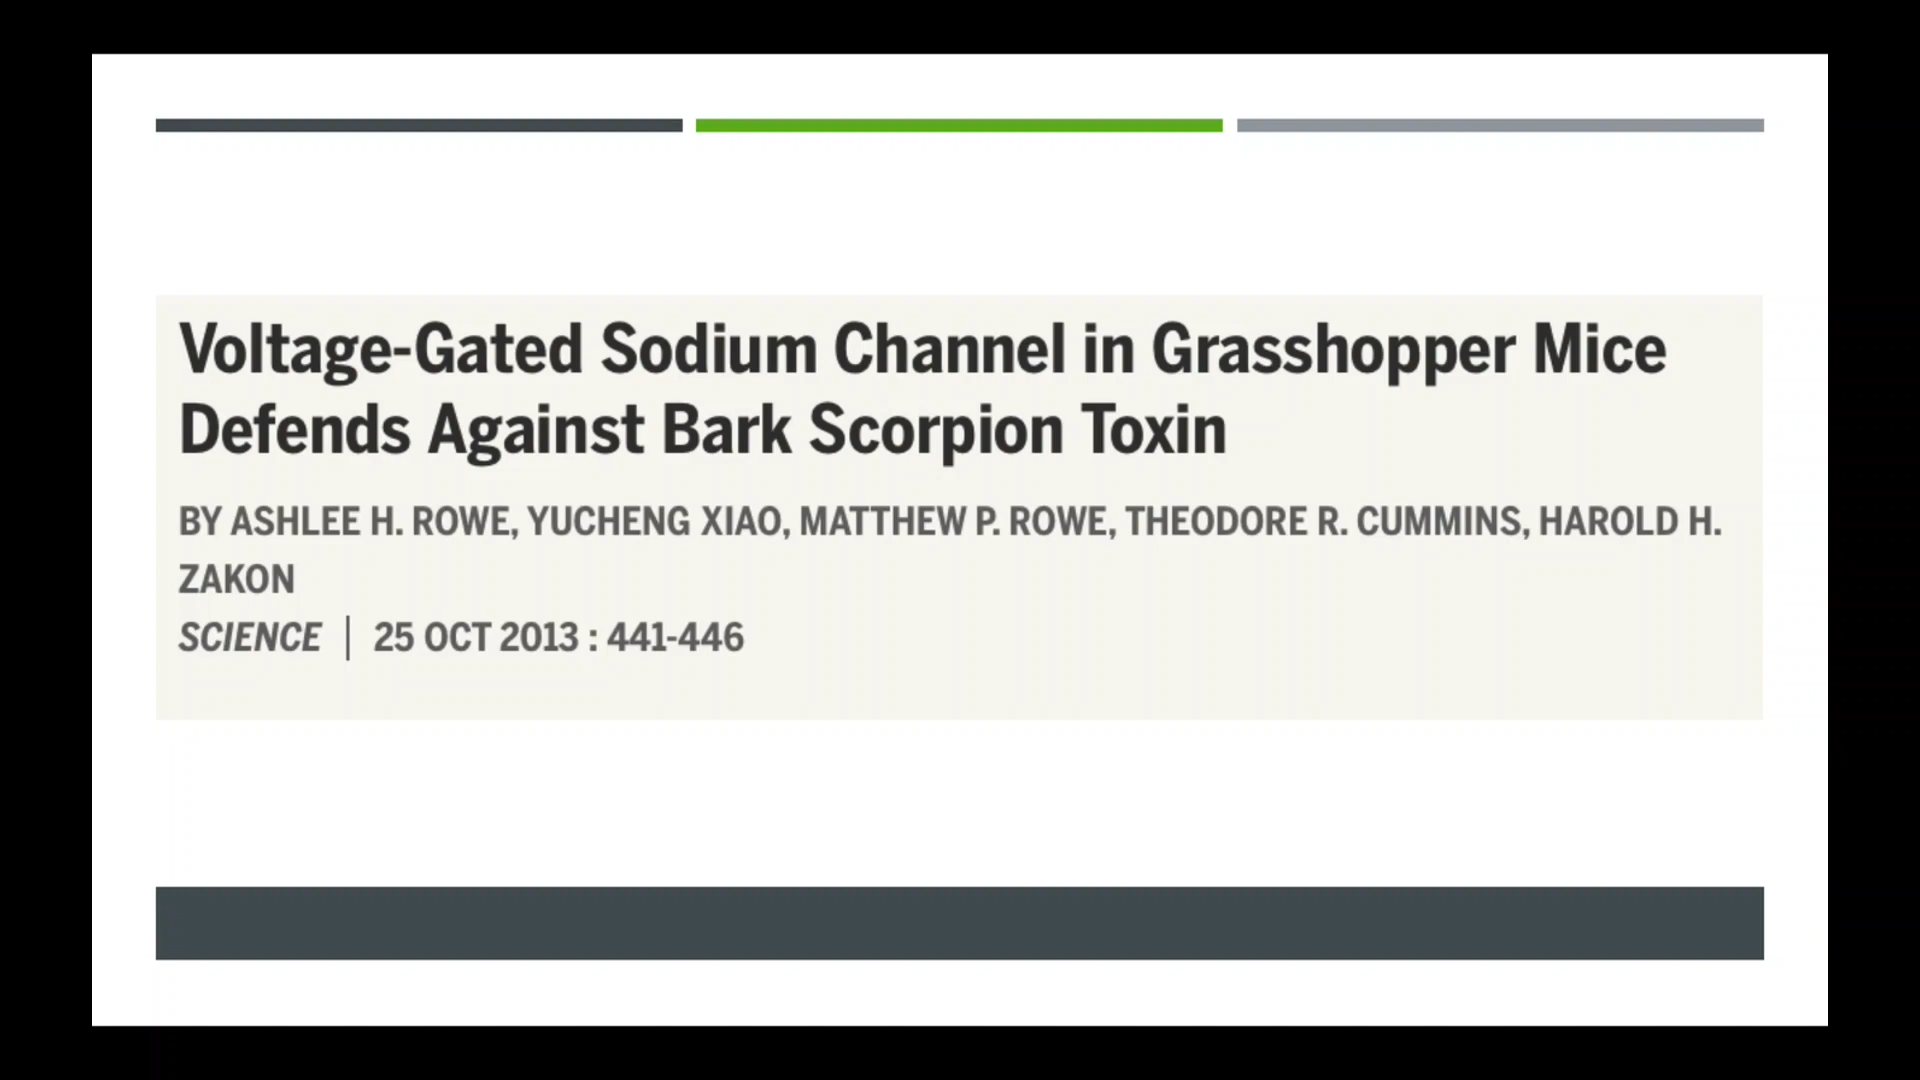 Voltage-Gated Sodium Channel in Grasshopper Mice
Defends Against Bark Scorpion Toxin
BY ASHLEE H. ROWE, YUCHENG XIAO, MATTHEW P. ROWE, THEODORE R. CUMMINS, HAROLD H.
ZAKON
SCIENCE | 25 OCT 2013 : 441-446